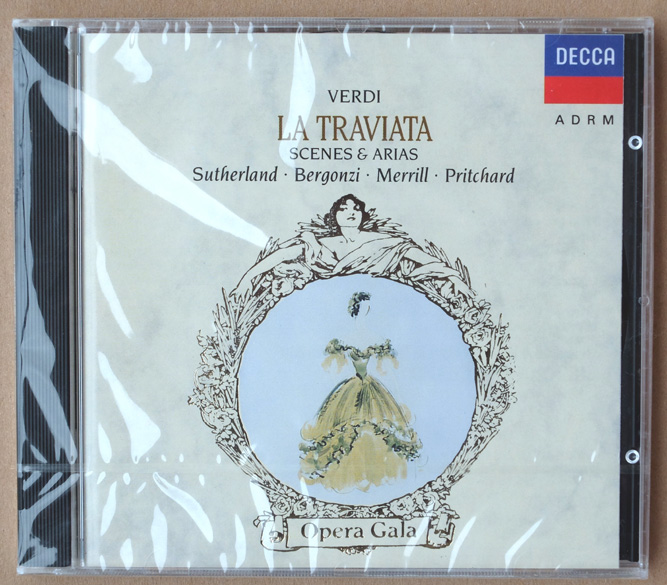 DECCA
ADRM
VERDI
LA TRAVIATA
SCENES & ARIAS
Sutherland · Bergonzi · Merrill · Pritchard
Opera Gala